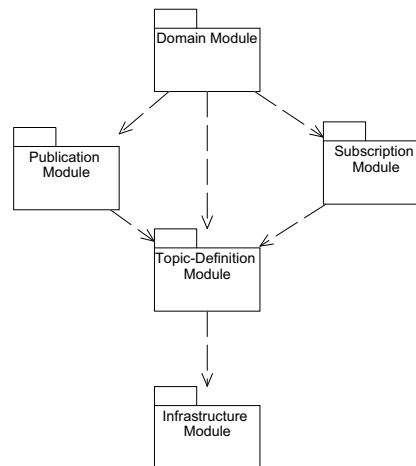 Domain Module
Publication
Module
Subscription
Module
Topic-Definition
Module
Infrastructure
Module